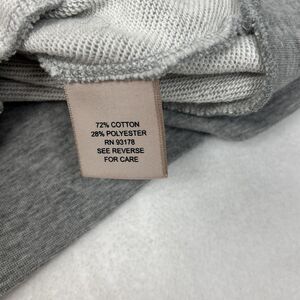 72% COTTON
28% POLYESTER
RN 93178
SEE REVERSE
FOR CARE